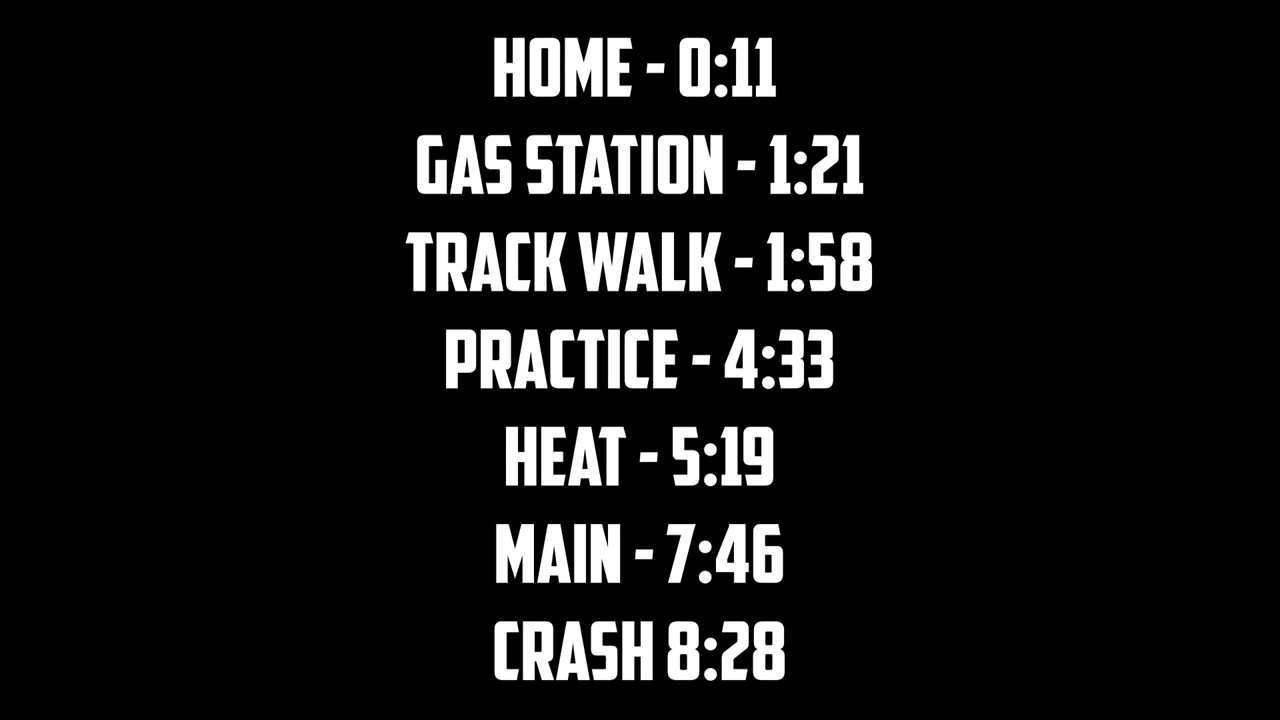 HOME - 0:11
GAS STATION - 1:21
TRACK WALK - 1:58
PRACTICE - 4:33
HEAT - 5:19
MAIN - 7:46
CRASH 8:28